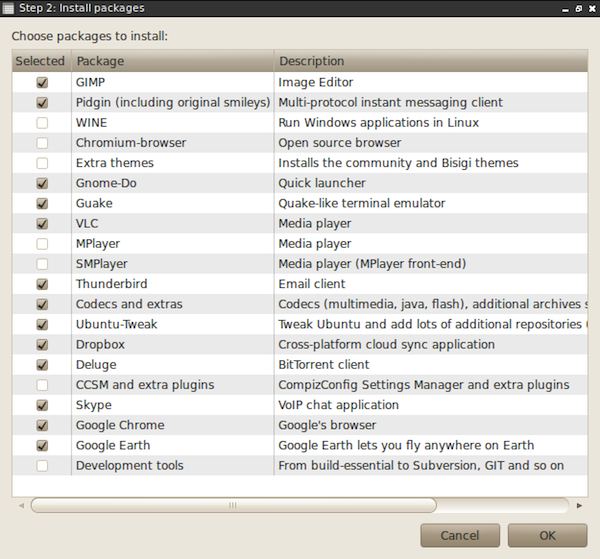 Step 2: Install packages
Choose packages to install:
Selected Package Description
GIMP Image Editor
Pidgin (including original smileys) Multi-protocol instant messaging client
WINE Run Windows applications in Linux
Chromium-browser Open source browser
Extra themes Installs the community and Bisigi themes
Gnome-Do Quick launcher
Guake Quake-like terminal emulator
VLC Media player
MPlayer Media player
SMPlayer Media player (MPlayer front-end)
Thunderbird Email client
Codecs and extras Codecs (multimedia, java, flash), additional archives
Ubuntu-Tweak Tweak Ubuntu and add lots of additional repositories
Dropbox Cross-platform cloud sync application
Deluge BitTorrent client
CCSM and extra plugins CompizConfig Settings Manager and extra plugins
Skype VoIP chat application
Google Chrome Google's browser
Google Earth Google Earth lets you fly anywhere on Earth
Development tools From build-essential to Subversion, GIT and so on
Cancel OK